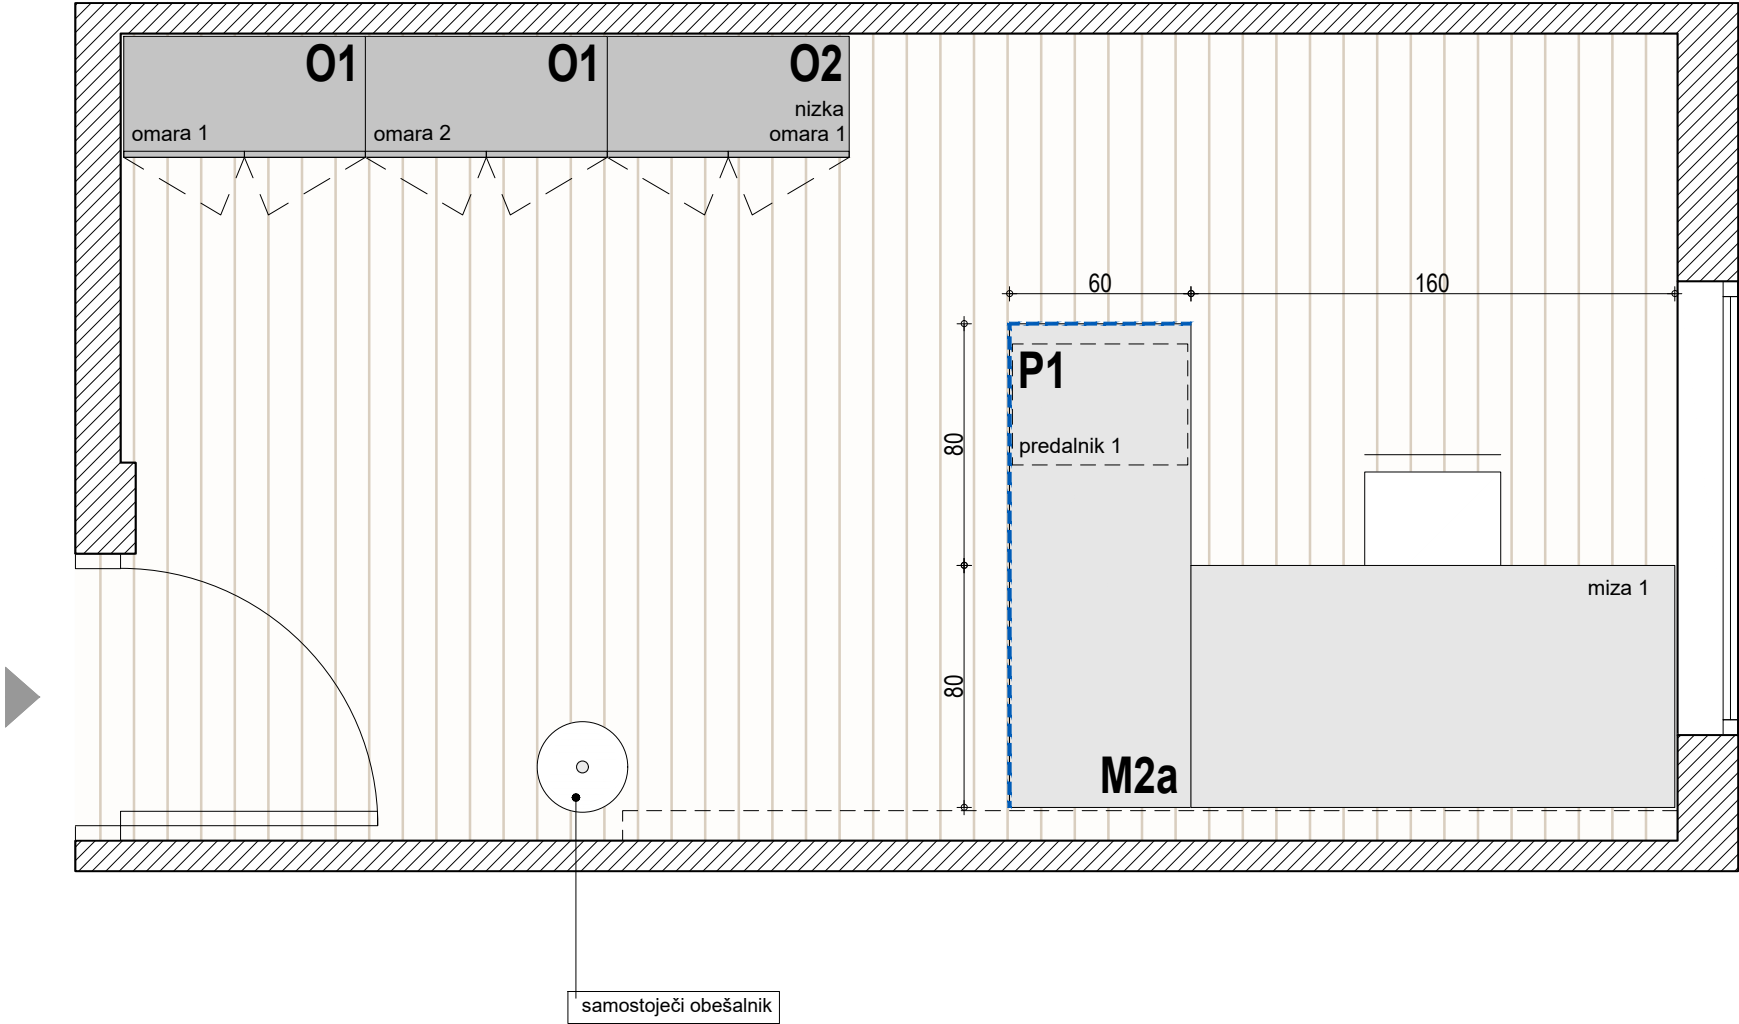 O1
O1
O2
nizka
omara 1
omara 2
omara 1
60
160
P1
80
predalnik 1
miza 1
80
M2a
samostoječi obešalnik